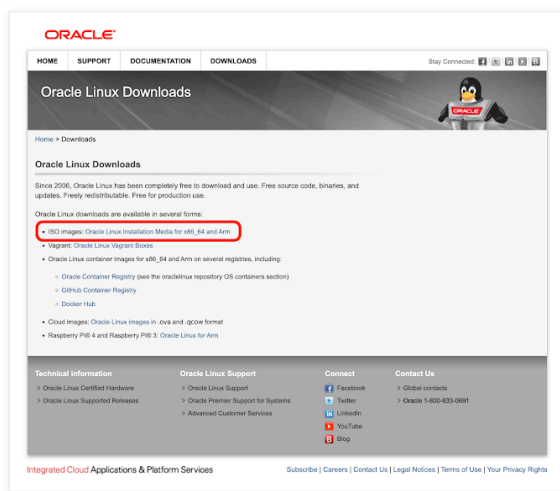 ORACLE
HOME SUPPORT DOCUMENTATION DOWNLOADS Stay Connected:
Oracle Linux Downloads
ORACLE
Home > Downloads
Oracle Linux Downloads
Since 2006, Oracle Linux has been completely free to download and use. Free source code, binaries, and
updates. Freely redistributable. Free for production use.
Oracle Linux downloads are available in several forms:
• ISO images: Oracle Linux Installation Media for x86_64 and Arm
• Vagrant: Oracle Linux Vagrant Boxes
• Oracle Linux container images for x86_64 and Arm on several registries, including:
Oracle Container Registry (see the oraclelinux repository OS containers section)
GitHub Container Registry
Docker Hub
• Cloud images: Oracle Linux images in .ova and .qcow format
• Raspberry Pi® 4 and Raspberry Pi® 3: Oracle Linux for Arm
Technical Information Oracle Linux Support Connect Contact Us
> Oracle Linux Certified Hardware > Oracle Linux Support Facebook > Global contacts
> Oracle Linux Supported Releases > Oracle Premier Support for Systems Twitter > Oracle 1-800-633-0691
> Advanced Customer Services LinkedIn
YouTube
Blog
Integrated Cloud Applications & Platform Services Subscribe | Careers | Contact Us | Legal Notices | Terms of Use | Your Privacy Rights